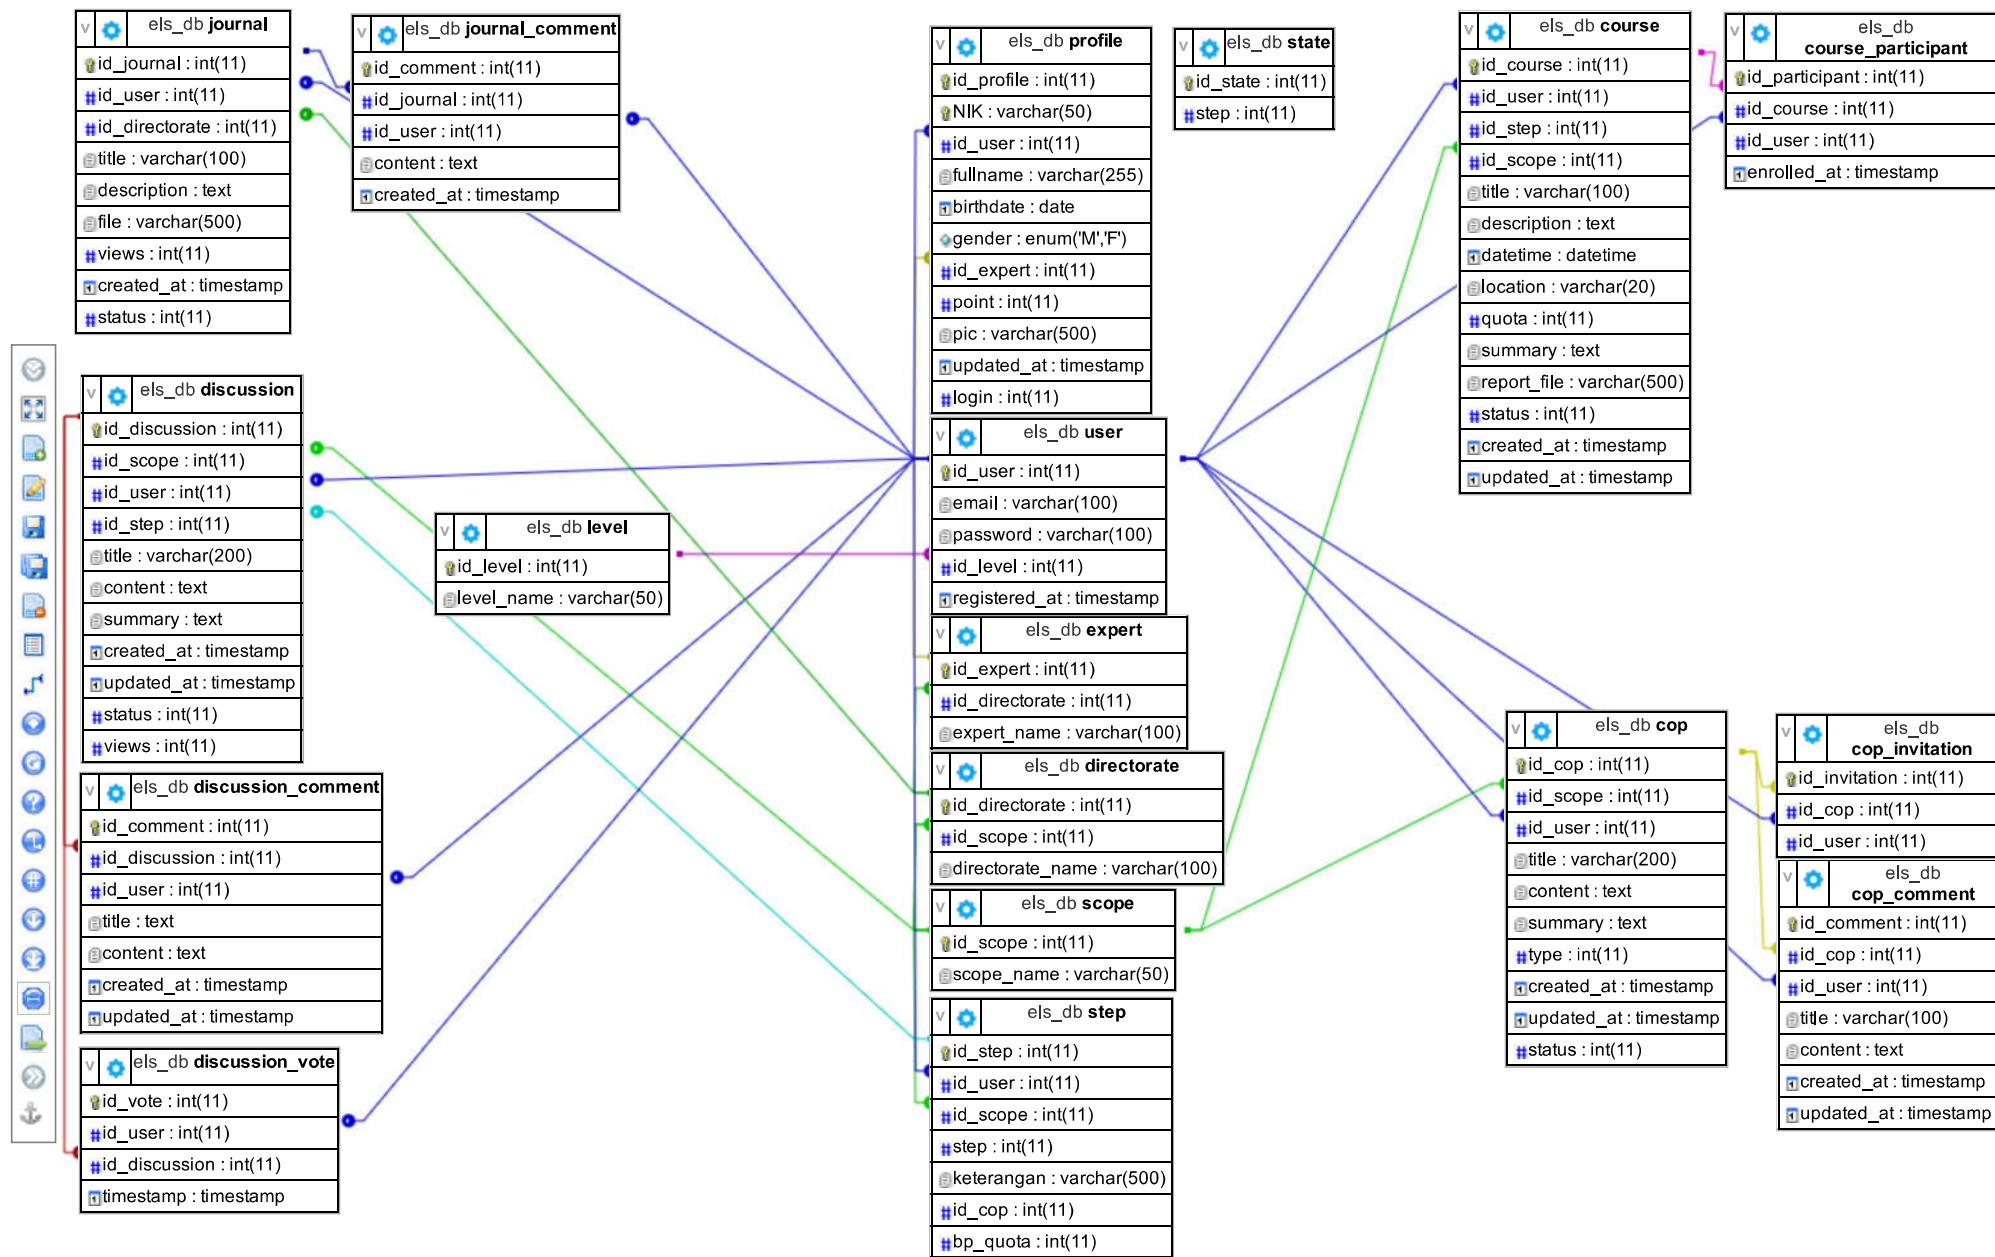 els_db journal
id_journal : int(11)
id_user : int(11)
id_directorate : int(11)
title : varchar(100)
description : text
file : varchar(500)
views : int(11)
created_at : timestamp
status : int(11)
els_db journal_comment
id_comment : int(11)
id_journal : int(11)
id_user : int(11)
content : text
created_at : timestamp
els_db profile
id_profile : int(11)
NIK : varchar(50)
id_user : int(11)
fullname : varchar(255)
birthdate : date
gender : enum('M','F')
id_expert : int(11)
point : int(11)
pic : varchar(500)
updated_at : timestamp
login : int(11)
els_db state
id_state : int(11)
step : int(11)
els_db course
id_course : int(11)
id_user : int(11)
id_step : int(11)
id_scope : int(11)
title : varchar(100)
description : text
datetime : datetime
location : varchar(20)
quota : int(11)
summary : text
report_file : varchar(500)
status : int(11)
created_at : timestamp
updated_at : timestamp
els_db
course_participant
id_participant : int(11)
id_course : int(11)
id_user : int(11)
enrolled_at : timestamp
els_db discussion
id_discussion : int(11)
id_scope : int(11)
id_user : int(11)
id_step : int(11)
title : varchar(200)
content : text
summary : text
created_at : timestamp
updated_at : timestamp
status : int(11)
views : int(11)
els_db level
id_level : int(11)
level_name : varchar(50)
els_db user
id_user : int(11)
email : varchar(100)
password : varchar(100)
id_level : int(11)
registered_at : timestamp
els_db expert
id_expert : int(11)
id_directorate : int(11)
expert_name : varchar(100)
els_db directorate
id_directorate : int(11)
id_scope : int(11)
directorate_name : varchar(100)
els_db scope
id_scope : int(11)
scope_name : varchar(50)
els_db step
id_step : int(11)
id_user : int(11)
id_scope : int(11)
step : int(11)
keterangan : varchar(500)
id_cop : int(11)
bp_quota : int(11)
els_db discussion_comment
id_comment : int(11)
id_discussion : int(11)
id_user : int(11)
title : text
content : text
created_at : timestamp
updated_at : timestamp
els_db discussion_vote
id_vote : int(11)
id_user : int(11)
id_discussion : int(11)
timestamp : timestamp
els_db cop
id_cop : int(11)
id_scope : int(11)
id_user : int(11)
title : varchar(200)
content : text
summary : text
type : int(11)
created_at : timestamp
updated_at : timestamp
status : int(11)
els_db
cop_invitation
id_invitation : int(11)
id_cop : int(11)
id_user : int(11)
els_db
cop_comment
id_comment : int(11)
id_cop : int(11)
id_user : int(11)
title : varchar(100)
content : text
created_at : timestamp
updated_at : timestamp